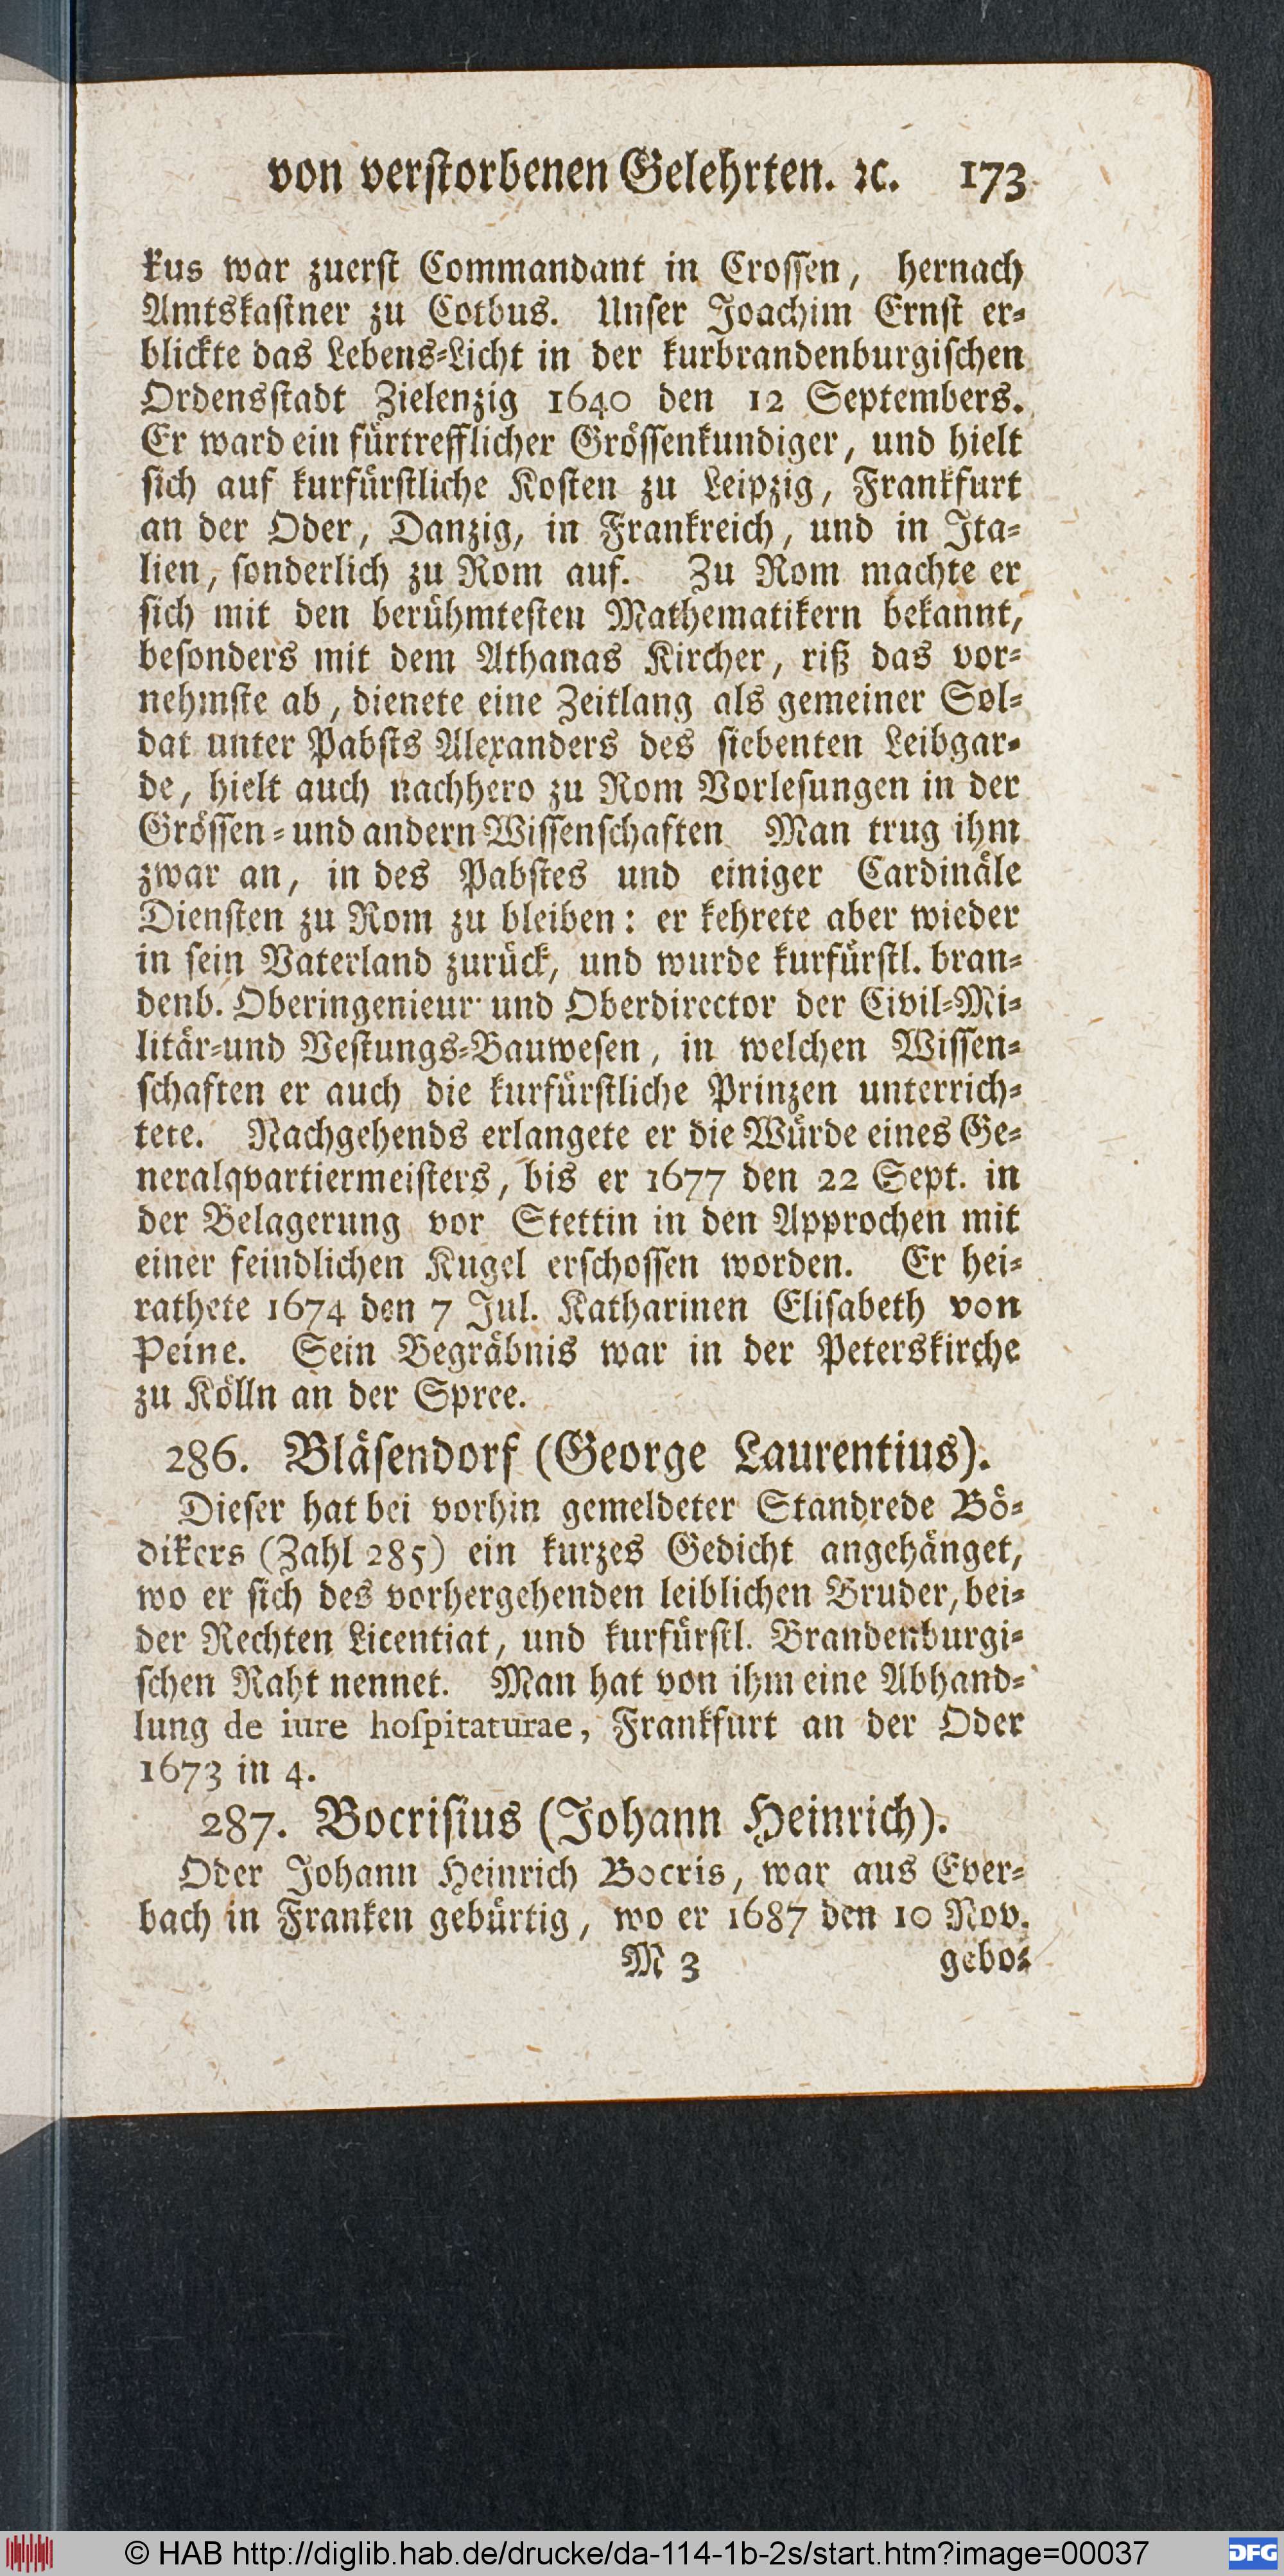 von verstorbenen Gelehrten. ꝛc. 173
kus war zuerst Commandant in Crossen, hernach
Amtskastner zu Cotbus. Unser Joachim Ernst er-
blickte das Lebens-Licht in der kurbrandenburgischen
Ordensstadt Zielenzig 1640 den 12 Septembers.
Er ward ein fürtrefflicher Grössenkundiger, und hielt
sich auf kurfürstliche Kosten zu Leipzig, Frankfurt
an der Oder, Danzig, in Frankreich, und in Ita-
lien, sonderlich zu Rom auf. Zu Rom machte er
sich mit den berühmtesten Mathematikern bekannt,
besonders mit dem Athanas Kircher, riß das vor-
nehmste ab, dienete eine Zeitlang als gemeiner Sol-
dat unter Pabsts Alexanders des siebenten Leibgar-
de, hielt auch nachhero zu Rom Vorlesungen in der
Grössen-und andern Wissenschaften Man trug ihm
zwar an, in des Pabstes und einiger Cardinäle
Diensten zu Rom zu bleiben: er kehrete aber wieder
in sein Vaterland zurück, und wurde kurfürstl. bran-
denb. Oberingenieur und Oberdirector der Civil-Mi-
litär-und Vestungs-Bauwesen, in welchen Wissen-
schaften er auch die kurfürstliche Prinzen unterrich-
tete. Nachgehends erlangete er die Würde eines Ge-
neralqvartiermeisters, bis er 1677 den 22 Sept. in
der Belagerung vor Stettin in den Approchen mit
einer feindlichen Kugel erschossen worden. Er hei-
rathete 1674 den 7 Jul. Katharinen Elisabeth von
Peine. Sein Begräbnis war in der Peterskirche
zu Kölln an der Spree.
286. Bläsendorf (George Laurentius).
Dieser hat bei vorhin gemeldeter Standrede Bö-
dikers (Zahl 285) ein kurzes Gedicht angehänget,
wo er sich des vorhergehenden leiblichen Bruder, bei-
der Rechten Licentiat, und kurfürstl. Brandenburgi-
schen Raht nennet. Man hat von ihm eine Abhand-
lung de iure hospitaturae, Frankfurt an der Oder
1673 in 4.
287. Bocrisius (Johann Heinrich).
Oder Johann Heinrich Bocris, war aus Ever-
bach in Franken gebürtig, wo er 1687 den 10 Nov.
M 3 gebo-
© HAB http://diglib.hab.de/drucke/da-114-1b-2s/start.htm?image=00037
DFG